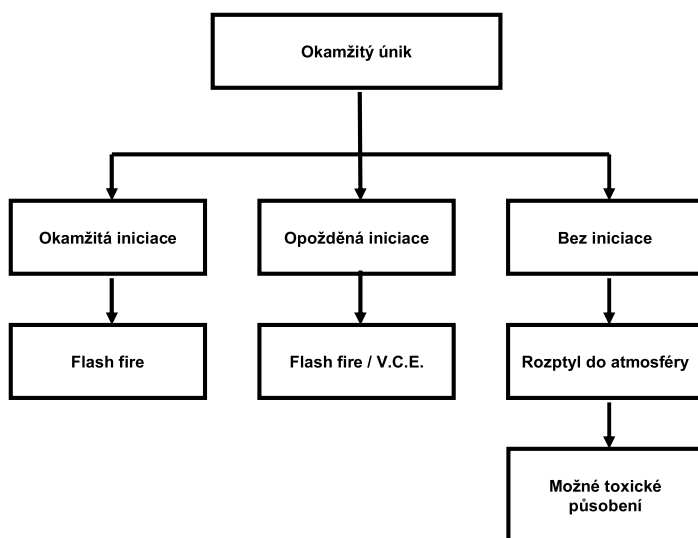 Okamžitý únik
Okamžitá iniciace
Opožděná iniciace
Bez iniciace
Flash fire
Flash fire / V.C.E.
Rozptyl do atmosféry
Možné toxické
působení